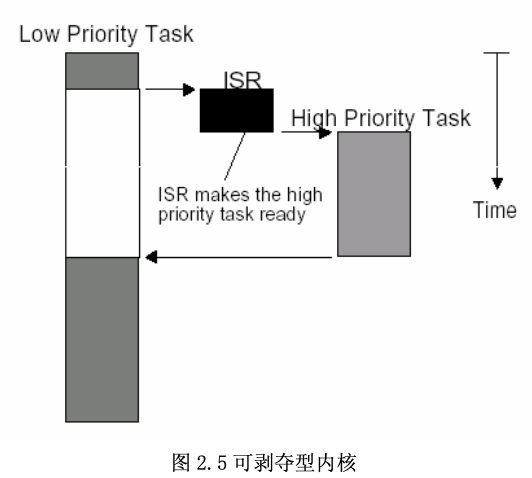 Low Priority Task
ISR
High Priority Task
ISR makes the high
priority task ready
Time
图 2.5 可剥夺型内核